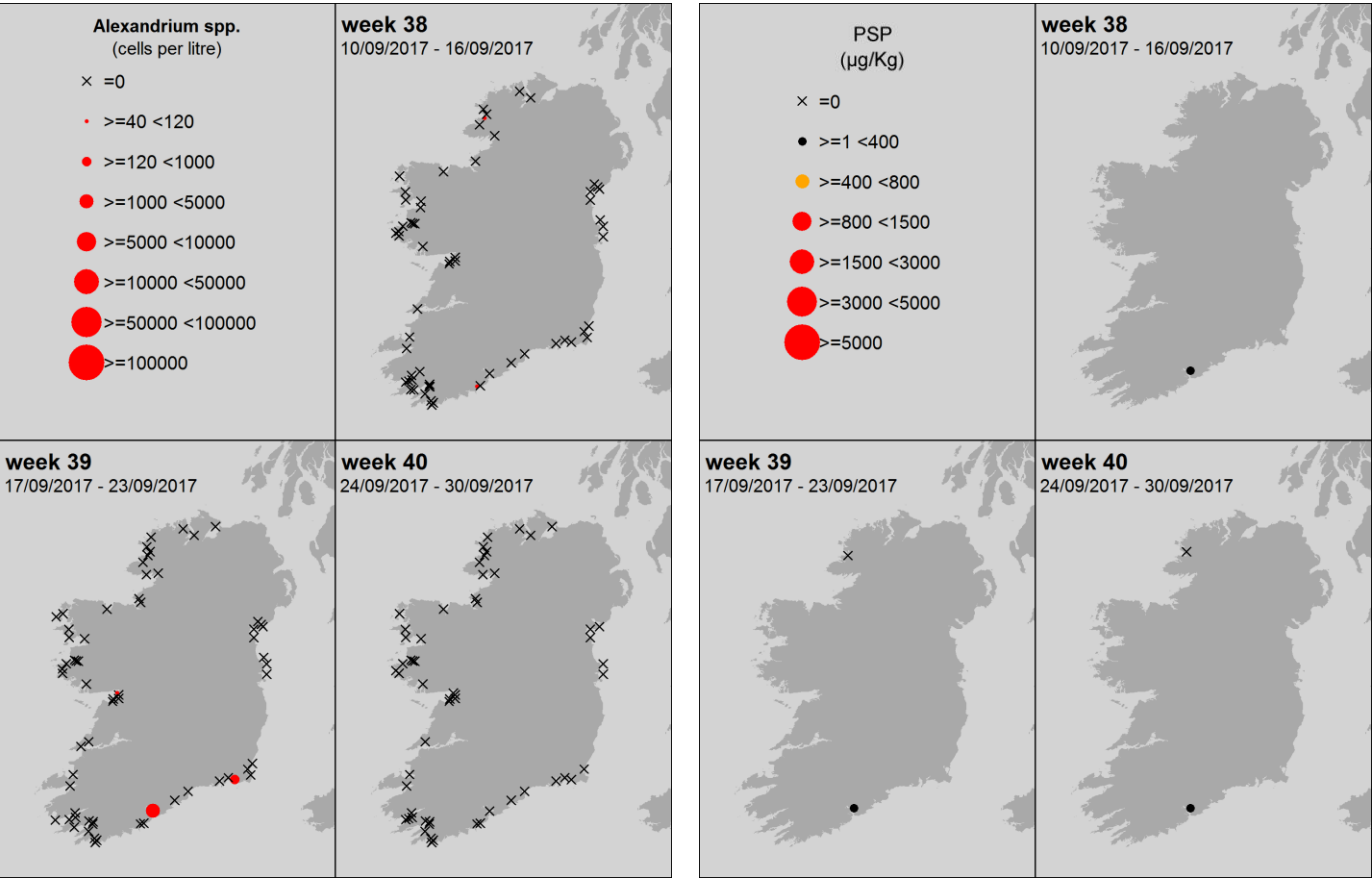 Alexandrium spp.
(cells per litre)
=0
>=40 <120
>=120 <1000
>=1000 <5000
>=5000 <10000
>=10000 <50000
>=50000 <100000
>=100000
week 38
10/09/2017 - 16/09/2017
week 39
17/09/2017 - 23/09/2017
week 40
24/09/2017 - 30/09/2017
PSP
(µg/Kg)
=0
>=1 <400
>=400 <800
>=800 <1500
>=1500 <3000
>=3000 <5000
>=5000
week 38
10/09/2017 - 16/09/2017
week 39
17/09/2017 - 23/09/2017
week 40
24/09/2017 - 30/09/2017